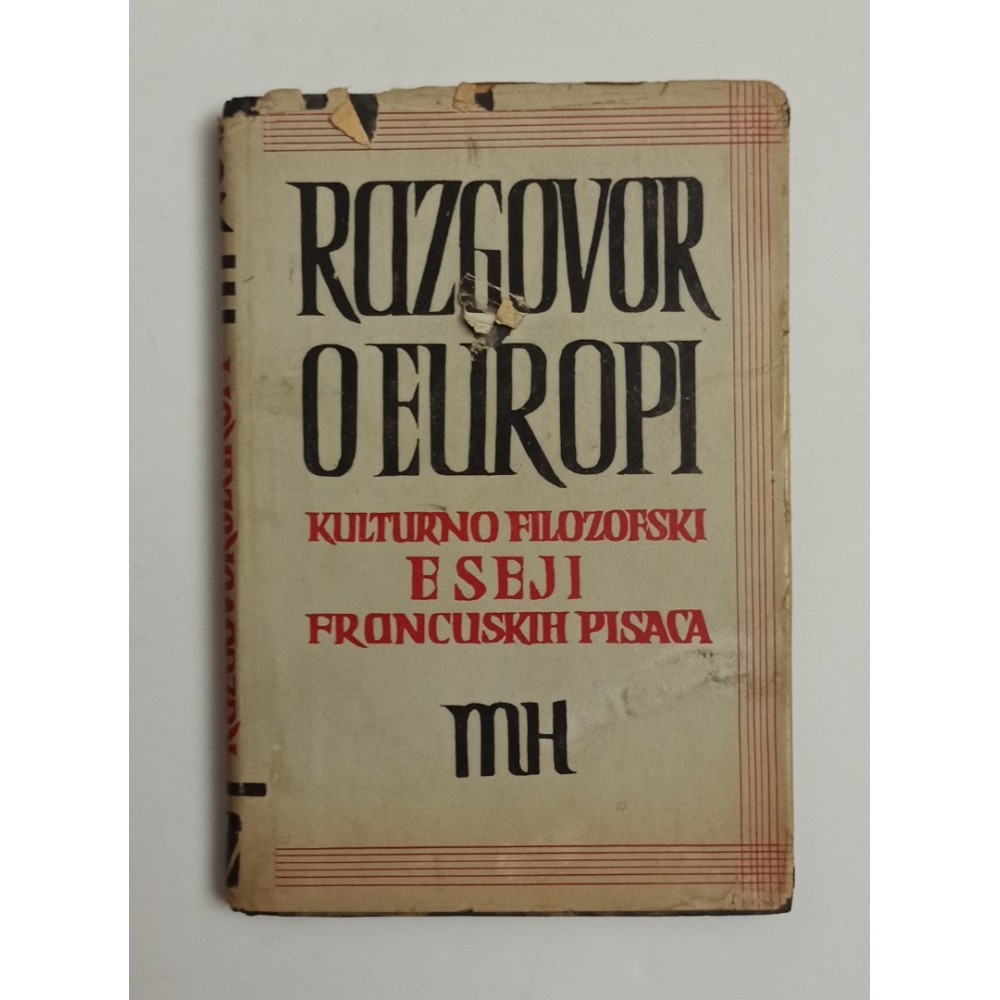 RAZGOVOR
O EUROPI
KULTURNO FILOZOFSKI
ESEJI
FRANCUSKIH PISACA
MH